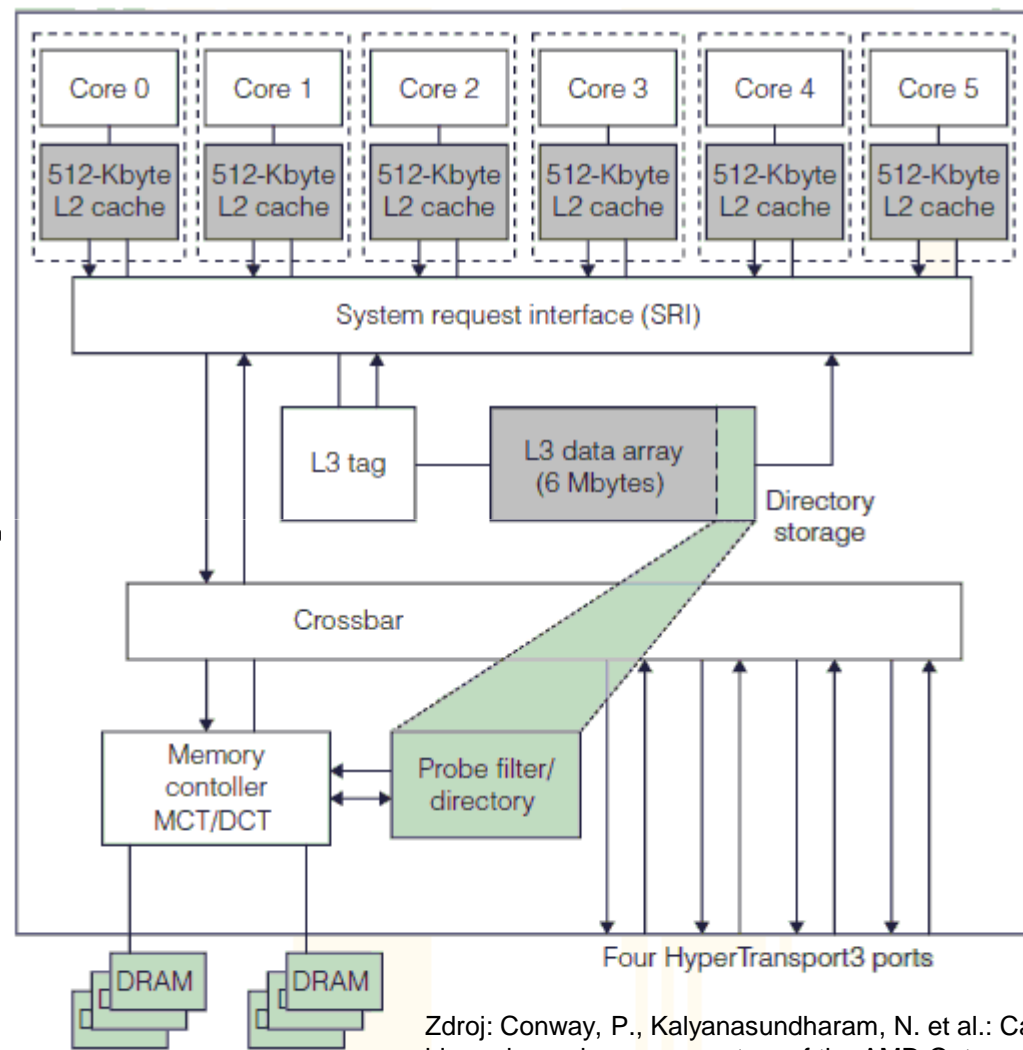 Core 0
Core 1
Core 2
Core 3
Core 4
Core 5
512-Kbyte
L2 cache
512-Kbyte
L2 cache
512-Kbyte
L2 cache
512-Kbyte
L2 cache
512-Kbyte
L2 cache
512-Kbyte
L2 cache
System request interface (SRI)
L3 tag
L3 data array
(6 Mbytes)
Directory
storage
Crossbar
Memory
contoller
MCT/DCT
Probe filter/
directory
DRAM
DRAM
Four HyperTransport3 ports
Zdroj: Conway, P., Kalyanasundharam, N. et al.: Ca